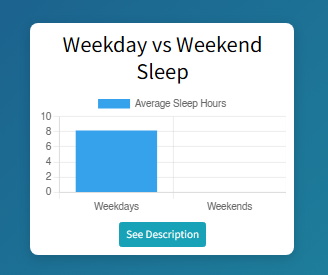 Weekday vs Weekend
Sleep
Average Sleep Hours
10
8
6
4
2
0
Weekdays Weekends
See Description